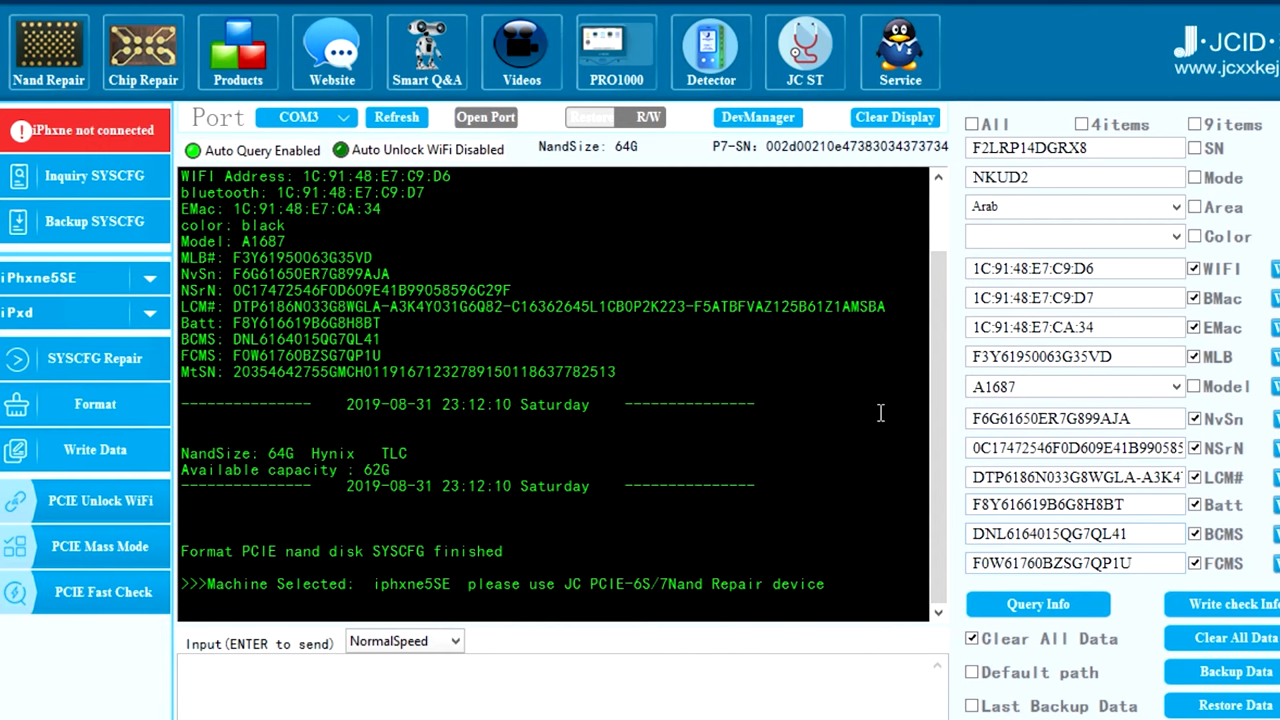 Nand Repair
Chip Repair
Products
Website
Smart Q&A
Videos
PRO1000
Detector
JC ST
Service
J·JCID
www.jcxxkej
iPhxne not connected
Inquiry SYSCFG
Backup SYSCFG
iPhxne5SE
iPxd
SYSCFG Repair
Format
Write Data
PCIE Unlock WiFi
PCIE Mass Mode
PCIE Fast Check
Port COM3 Refresh Open Port Restore R/W DevManager Clear Display
Auto Query Enabled Auto Unlock WiFi Disabled NandSize: 64G P7-SN: 002d00210e47383034373734
WIFI Address: 1C:91:48:E7:C9:D6
bluetooth: 1C:91:48:E7:C9:D7
EMac: 1C:91:48:E7:CA:34
color: black
Model: A1687
MLB#: F3Y61950063G35VD
NvSn: F6G61650ER7G899AJA
NSrN: 0C17472546F0D609E41B99058596C29F
LCM#: DTP6186N033G8WGLA-A3K4Y031G6Q82-C16362645L1CBOP2K223-F5ATBFVAZ125B61Z1AMSBA
Batt: F8Y616619B6G8H8BT
BCMS: DNL6164015QG7QL41
FCMS: F0W61760BZSG7QP1U
MtSN: 20354642755GMCH0119167123278915011863778251​3
--------------- 2019-08-31 23:12:10 Saturday ---------------
NandSize: 64G Hynix TLC
Available capacity : 62G
--------------- 2019-08-31 23:12:10 Saturday ---------------
Format PCIE nand disk SYSCFG finished
>>>Machine Selected: iphxne5SE please use JC PCIE-6S/7Nand Repair device
Input(ENTER to send) NormalSpeed
All 4items 9items
F2LRP14DGRX8 SN
NKUD2 Mode
Arab Area
Color
1C:91:48:E7:C9:D6 WIFI
1C:91:48:E7:C9:D7 BMac
1C:91:48:E7:CA:34 EMac
F3Y61950063G35VD MLB
A1687 Model
F6G61650ER7G899AJA NvSn
0C17472546F0D609E41B990585 NSrN
DTP6186N033G8WGLA-A3K4 LCM#
F8Y616619B6G8H8BT Batt
DNL6164015QG7QL41 BCMS
F0W61760BZSG7QP1U FCMS
Query Info Write check Info
Clear All Data Clear All Data
Default path Backup Data
Last Backup Data Restore Data